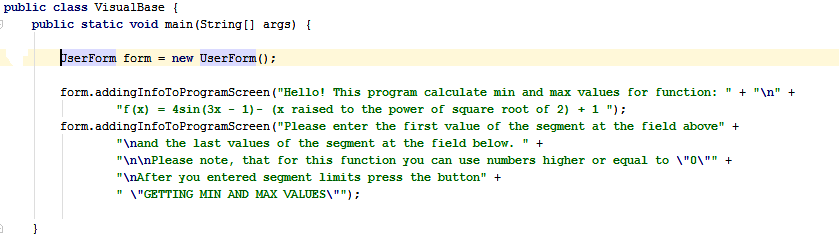 public class VisualBase {
public static void main(String[] args) {
UserForm form = new UserForm();
form.addingInfoToProgramScreen("Hello! This program calculate min and max values for function: " + "\n" +
"f(x) = 4sin(3x - 1)- (x raised to the power of square root of 2) + 1 ");
form.addingInfoToProgramScreen("Please enter the first value of the segment at the field above" +
"\nand the last values of the segment at the field below. " +
"\n\nPlease note, that for this function you can use numbers higher or equal to \"0\"" +
"\nAfter you entered segment limits press the button" +
" \"GETTING MIN AND MAX VALUES\"");
}